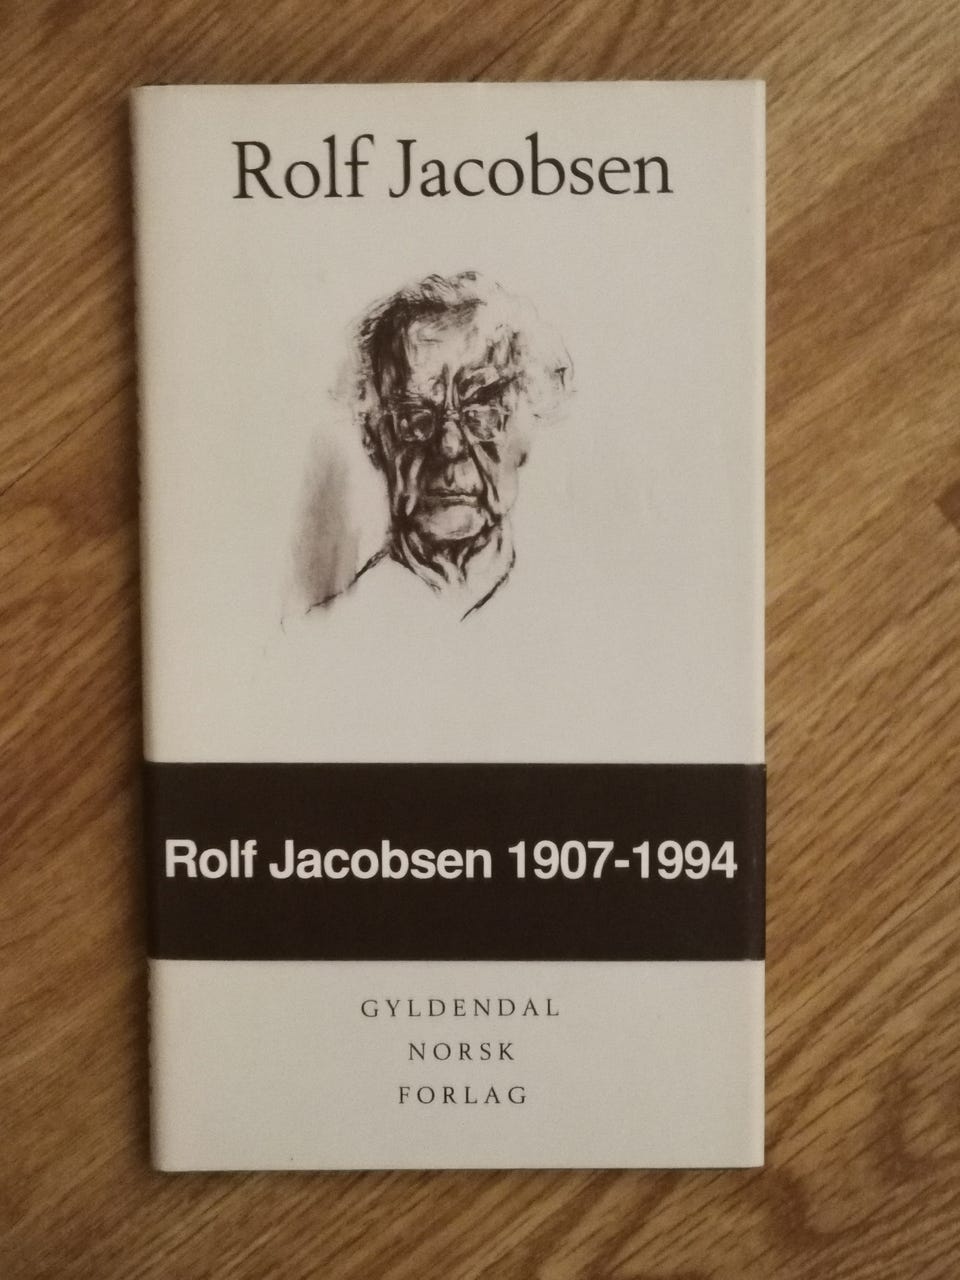 Rolf Jacobsen
Rolf Jacobsen 1907-1994
GYLDENDAL
NORSK
FORLAG